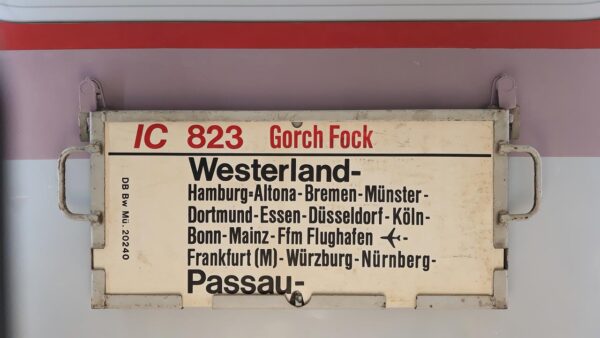 IC 823 Gorch Fock
Westerland-
Hamburg-Altona-Bremen-Münster-
Dortmund-Essen-Düsseldorf-Köln-
Bonn-Mainz-Ffm Flughafen ✈-
Frankfurt (M)-Würzburg-Nürnberg-
Passau-
DB Bw Mü. 20240